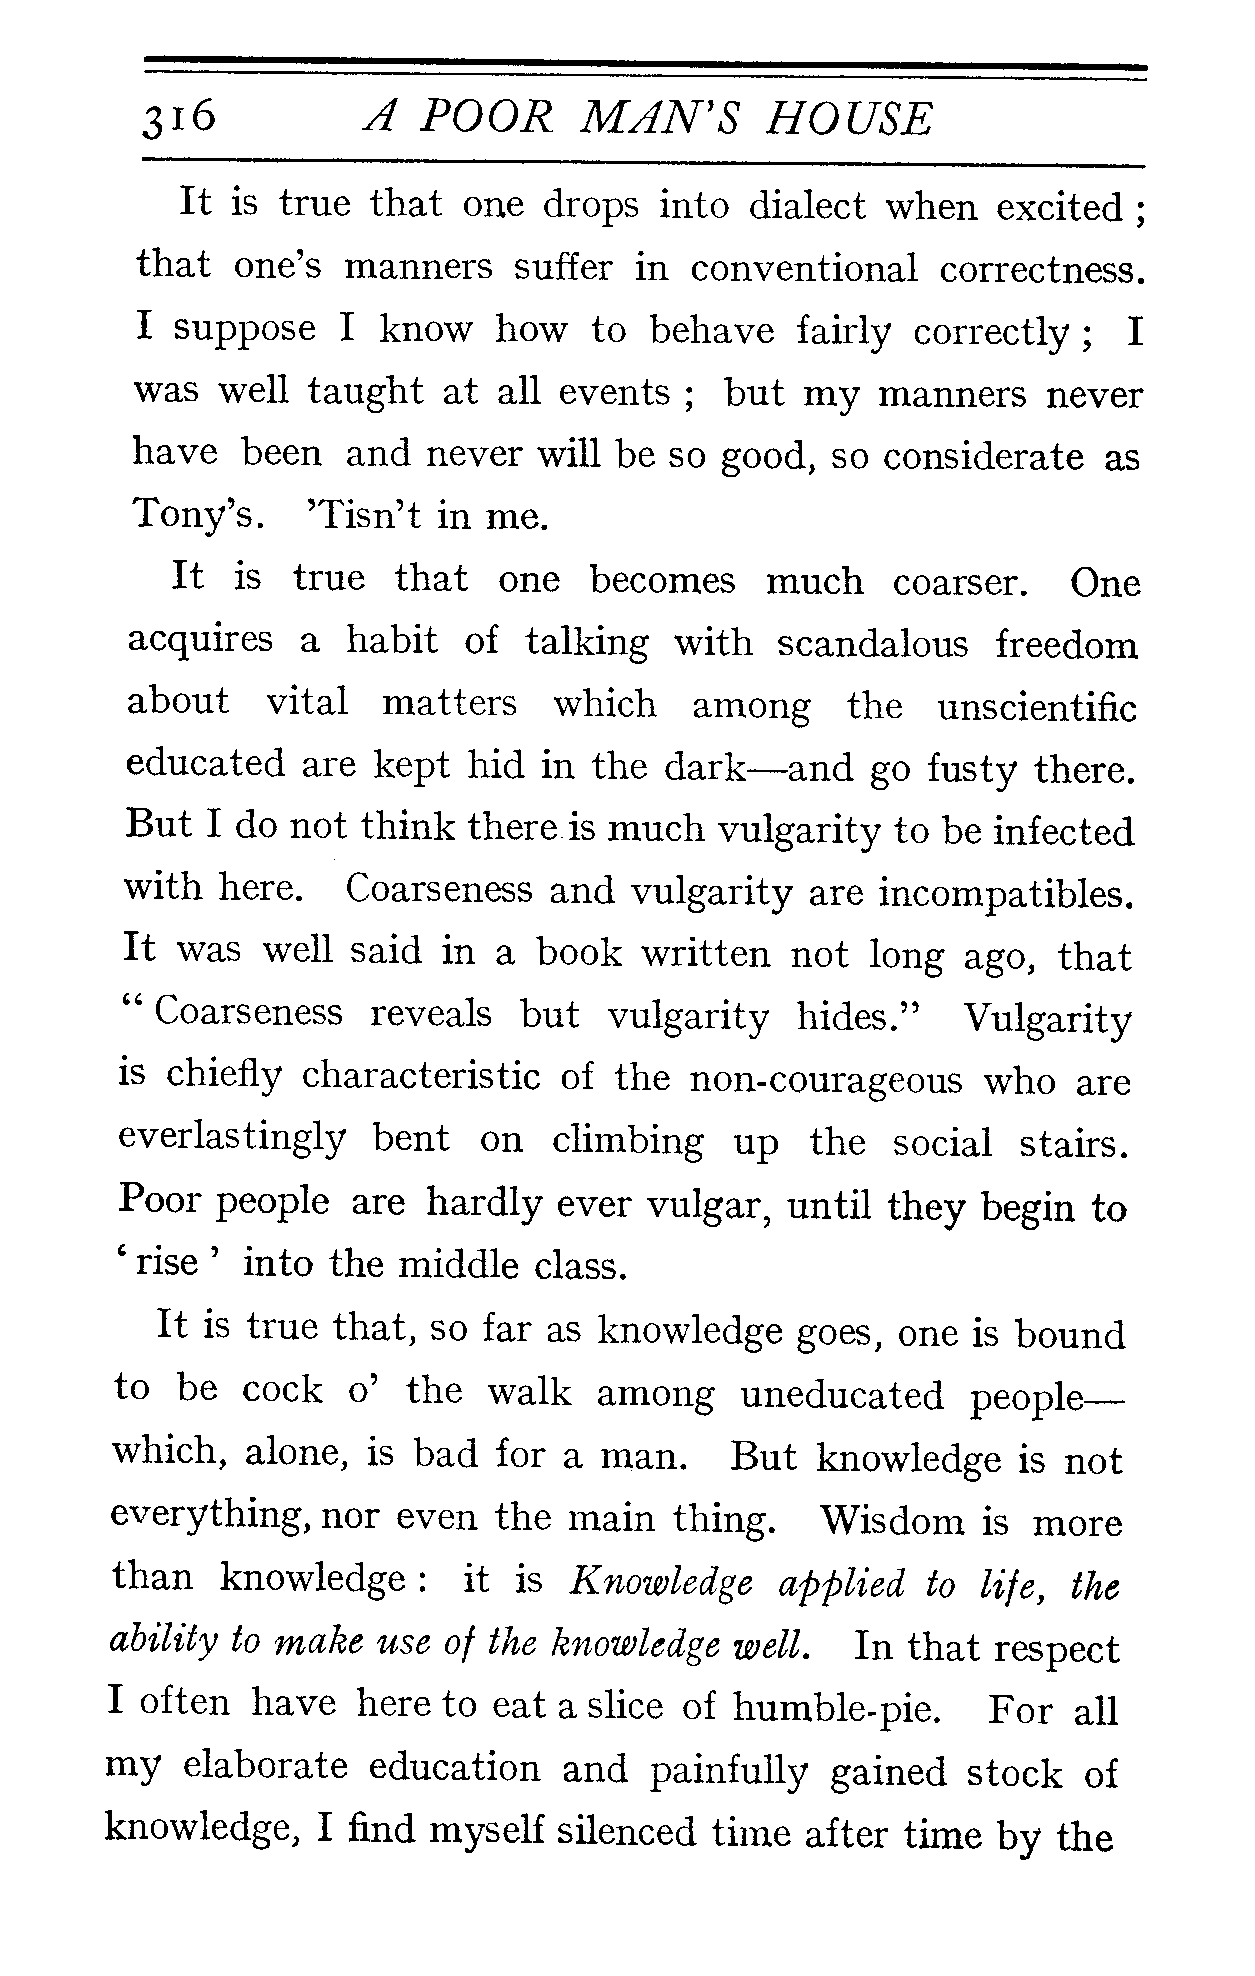 316 A POOR MAN'S HOUSE
It is true that one drops into dialect when excited ;
that one's manners suffer in conventional correctness.
I suppose I know how to behave fairly correctly ; I
was well taught at all events ; but my manners never
have been and never will be so good, so considerate as
Tony's. 'Tisn't in me.
It is true that one becomes much coarser. One
acquires a habit of talking with scandalous freedom
about vital matters which among the unscientific
educated are kept hid in the dark—and go fusty there.
But I do not think there is much vulgarity to be infected
with here. Coarseness and vulgarity are incompatibles.
It was well said in a book written not long ago, that
“ Coarseness reveals but vulgarity hides.” Vulgarity
is chiefly characteristic of the non-courageous who are
everlastingly bent on climbing up the social stairs.
Poor people are hardly ever vulgar, until they begin to
‘ rise ’ into the middle class.
It is true that, so far as knowledge goes, one is bound
to be cock o' the walk among uneducated people—
which, alone, is bad for a man. But knowledge is not
everything, nor even the main thing. Wisdom is more
than knowledge : it is Knowledge applied to life, the
ability to make use of the knowledge well. In that respect
I often have here to eat a slice of humble-pie. For all
my elaborate education and painfully gained stock of
knowledge, I find myself silenced time after time by the